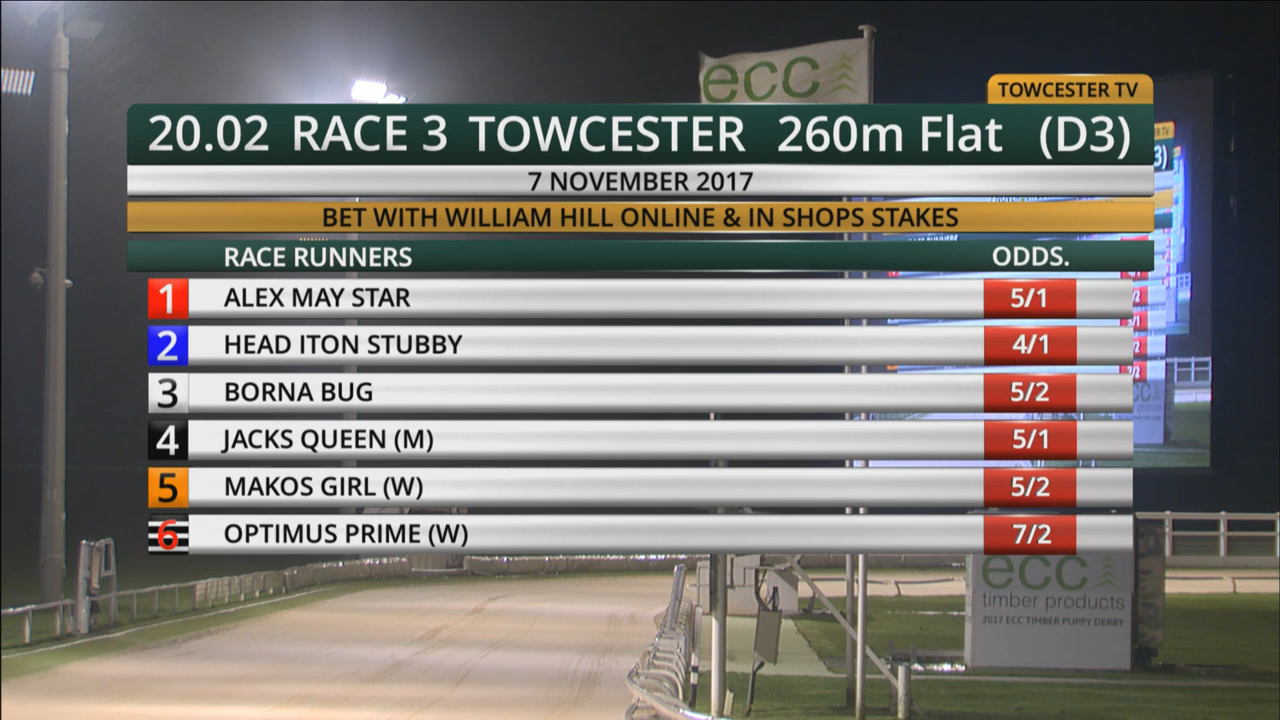 ecc
TOWCESTER TV
20.02 RACE 3 TOWCESTER 260m Flat (D3)
7 NOVEMBER 2017
BET WITH WILLIAM HILL ONLINE & IN SHOPS STAKES
RACE RUNNERS ODDS.
1 ALEX MAY STAR 5/1
2 HEAD ITON STUBBY 4/1
3 BORNA BUG 5/2
4 JACKS QUEEN (M) 5/1
5 MAKOS GIRL (W) 5/2
6 OPTIMUS PRIME (W) 7/2
ecc
timber products
2017 ECC TIMBER PUPPY DERBY